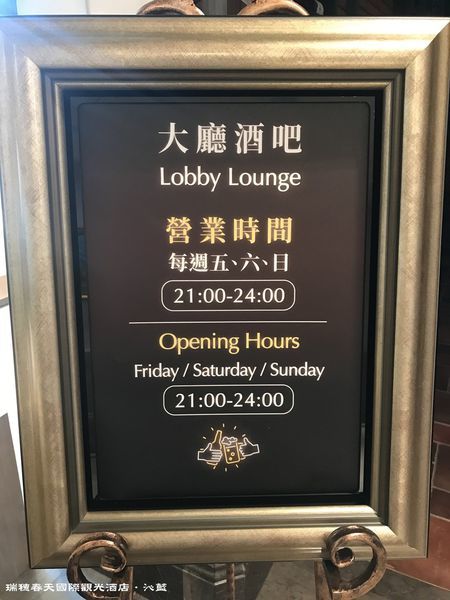 大廳酒吧
Lobby Lounge
營業時間
每週五、六、日
21:00-24:00
Opening Hours
Friday / Saturday / Sunday
21:00-24:00
瑞穗春天國際觀光酒店・沁藍